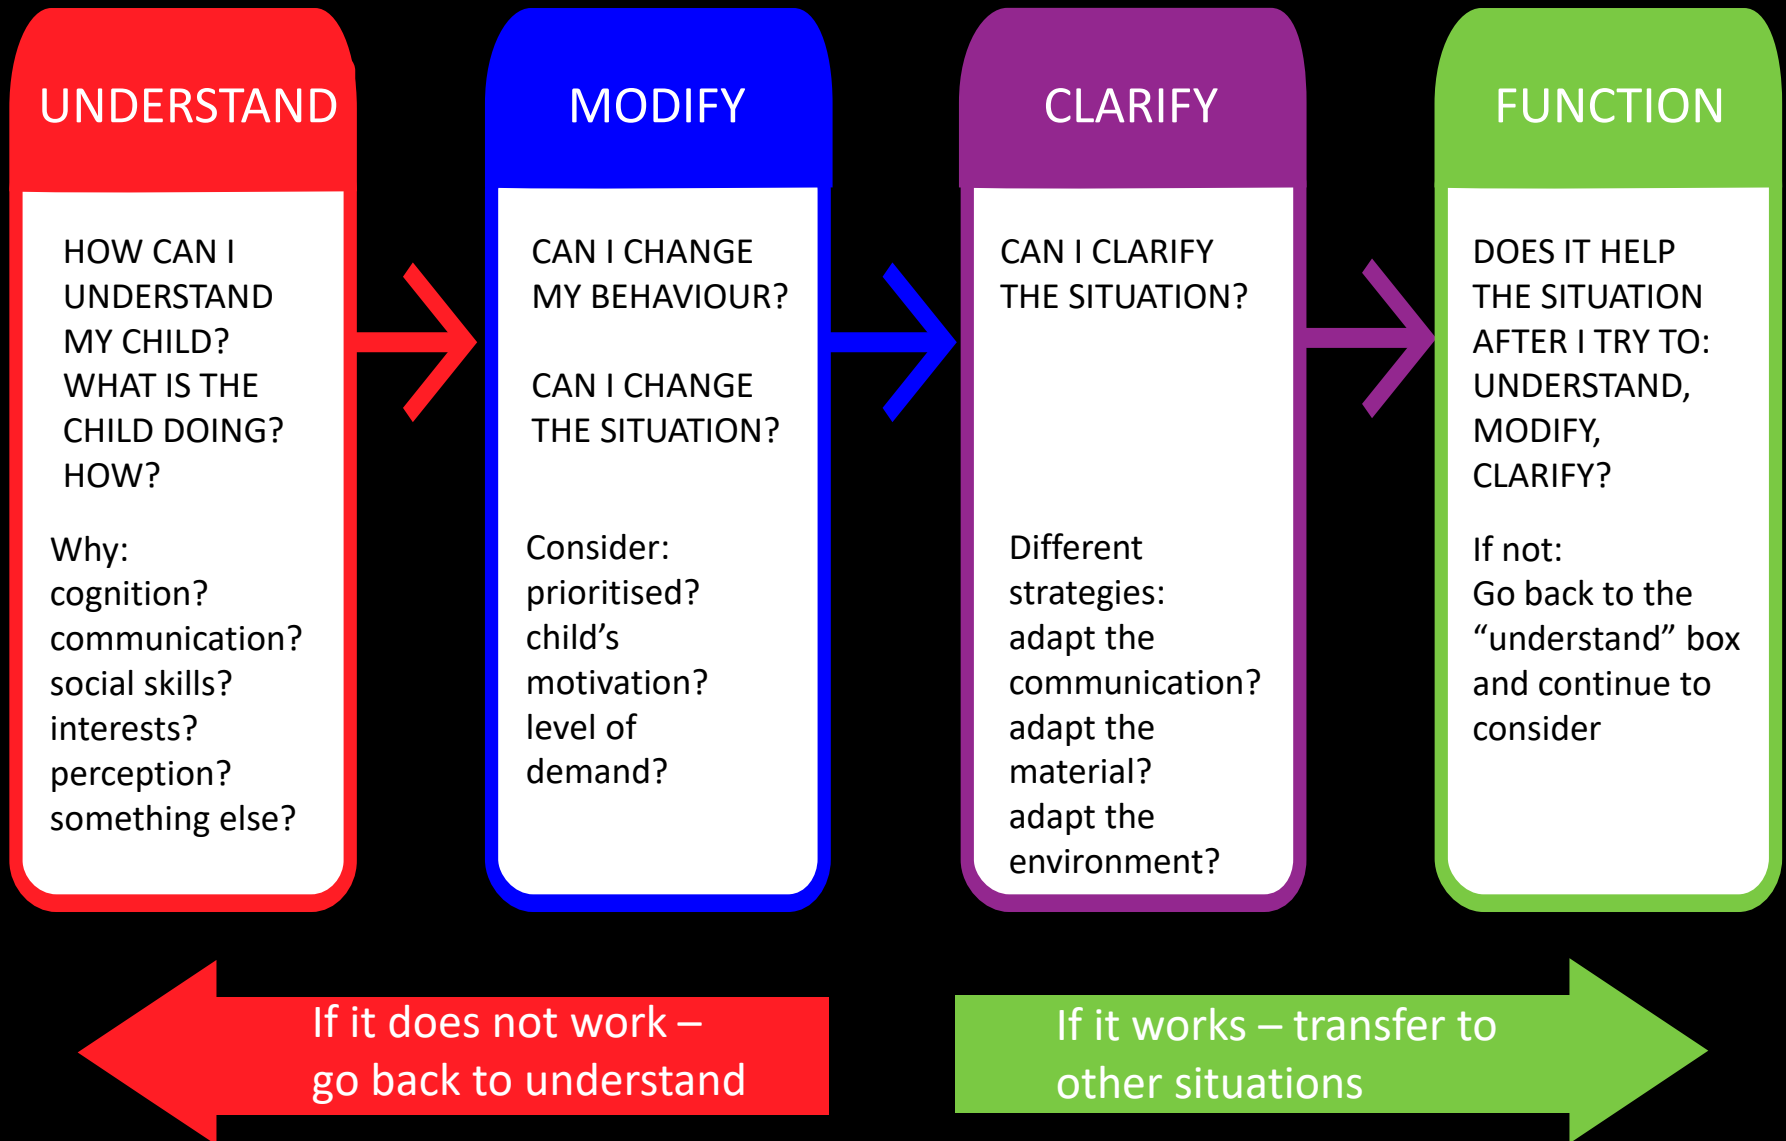 UNDERSTAND
HOW CAN I
UNDERSTAND
MY CHILD?
WHAT IS THE
CHILD DOING?
HOW?
Why:
cognition?
communication?
social skills?
interests?
perception?
something else?
MODIFY
CAN I CHANGE
MY BEHAVIOUR?
CAN I CHANGE
THE SITUATION?
Consider:
prioritised?
child’s
motivation?
level of
demand?
CLARIFY
CAN I CLARIFY
THE SITUATION?
Different
strategies:
adapt the
communication?
adapt the
material?
adapt the
environment?
FUNCTION
DOES IT HELP
THE SITUATION
AFTER I TRY TO:
UNDERSTAND,
MODIFY,
CLARIFY?
If not:
Go back to the
“understand” box
and continue to
consider
If it does not work –
go back to understand
If it works – transfer to
other situations